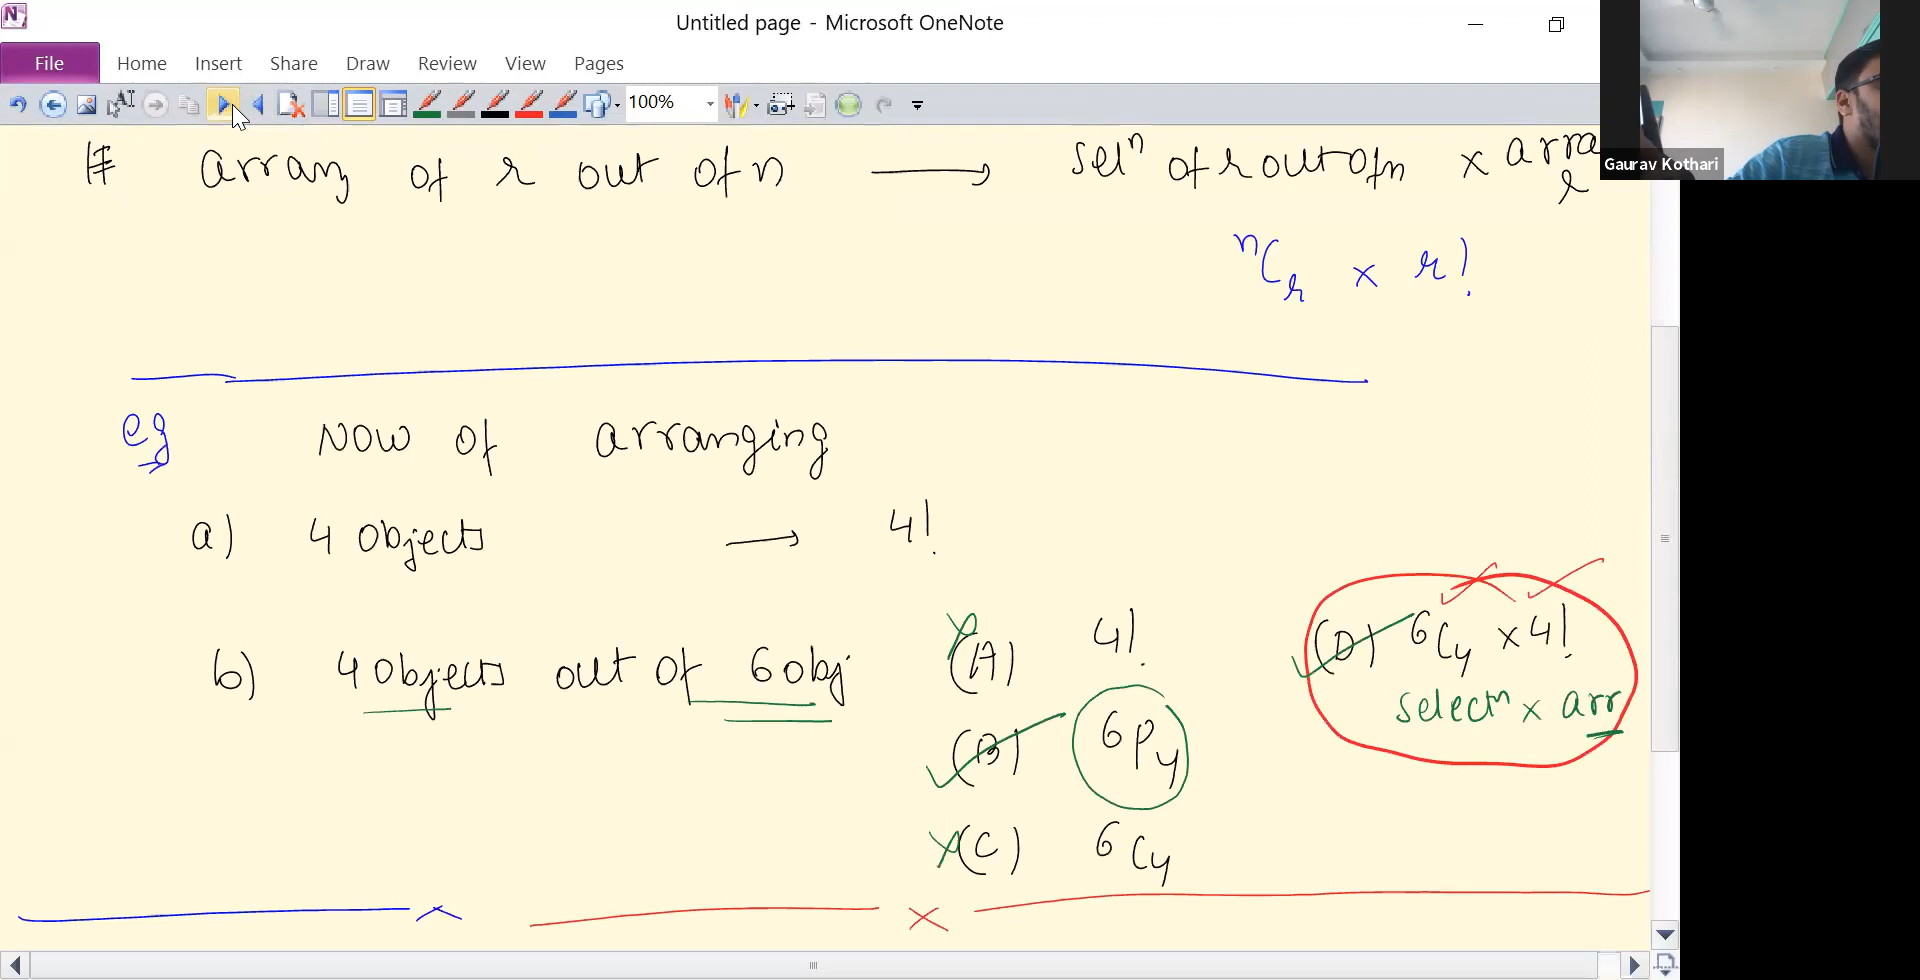 Untitled page - Microsoft OneNote
File Home Insert Share Draw Review View Pages
100%
Gaurav Kothari
# arrang of r out of n → selⁿ of r out of n x arra r
ⁿCᵣ x r!
eg NOW of arranging
a) 4 objects → 4!
b) 4 objects out of 6 obj
(A) 4!
(B) ⁶P₄
(C) ⁶C₄
(D) ⁶C₄ x 4!
selectⁿ x arr